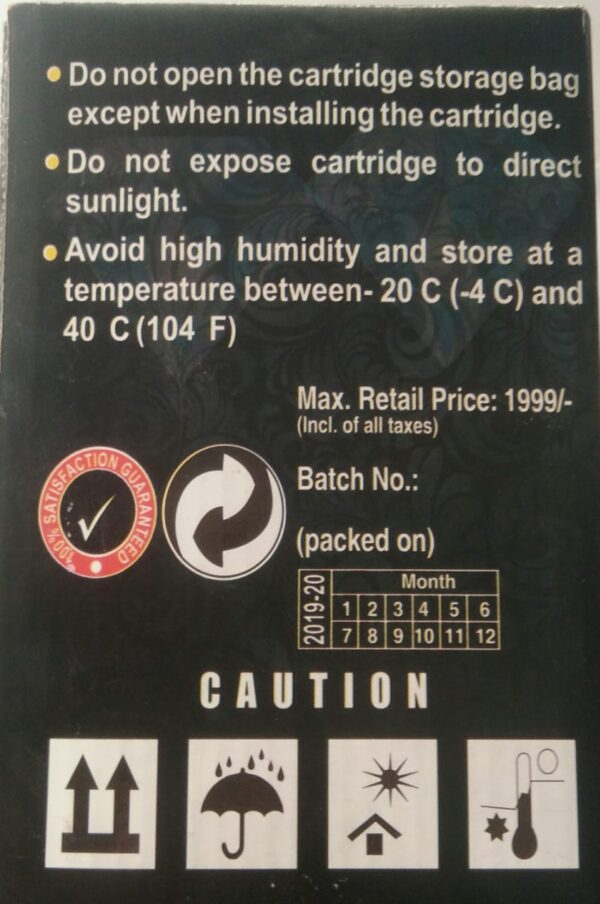 Do not open the cartridge storage bag
except when installing the cartridge.
Do not expose cartridge to direct
sunlight.
Avoid high humidity and store at a
temperature between- 20 C (-4 C) and
40 C (104 F)
Max. Retail Price: 1999/-
(Incl. of all taxes)
100% SATISFACTION GUARANTEED
Batch No.:
(packed on)
2019-20
Month
1 2 3 4 5 6
7 8 9 10 11 12
CAUTION